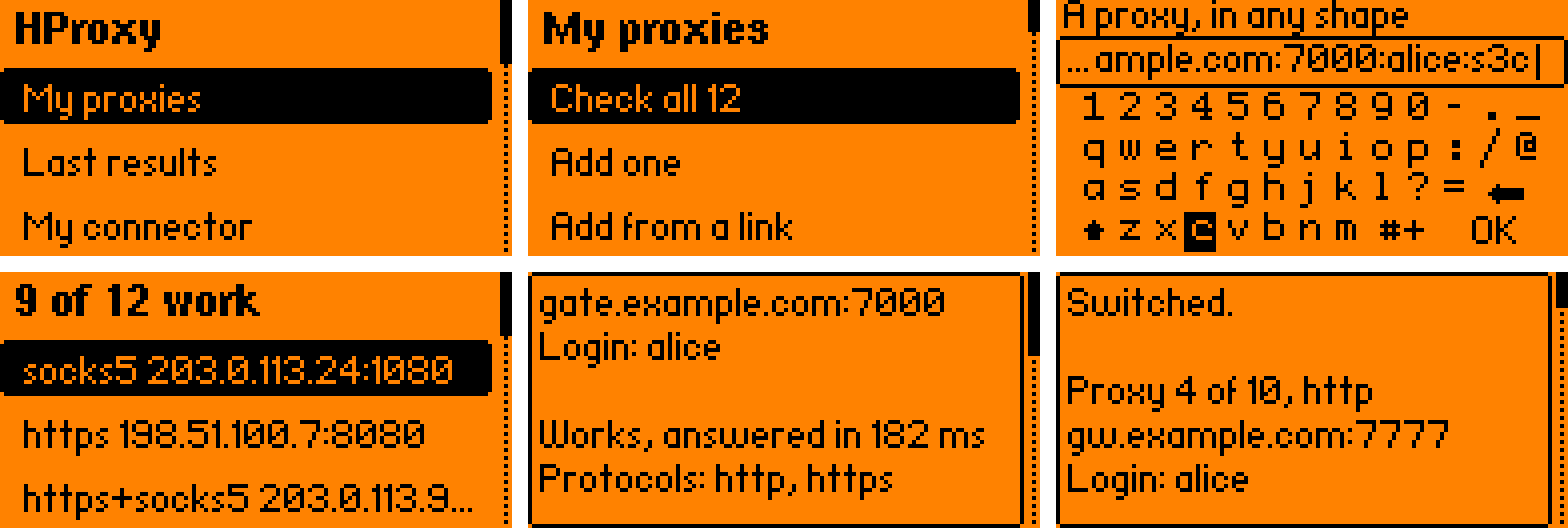 HProxy
My proxies
Last results
My connector
My proxies
Check all 12
Add one
Add from a link
A proxy, in any shape
... ample.com:7000:alice:s3c|
1 2 3 4 5 6 7 8 9 0 - . _
q w e r t y u i o p : / @
a s d f g h j k l ? =
z x c v b n m #+ OK
9 of 12 work
socks5 203.0.113.24:1080
https 198.51.100.7:8080
https+socks5 203.0.113.9...
gate.example.com:7000
Login: alice
Works, answered in 182 ms
Protocols: http, https
Switched.
Proxy 4 of 10, http
gw.example.com:7777
Login: alice